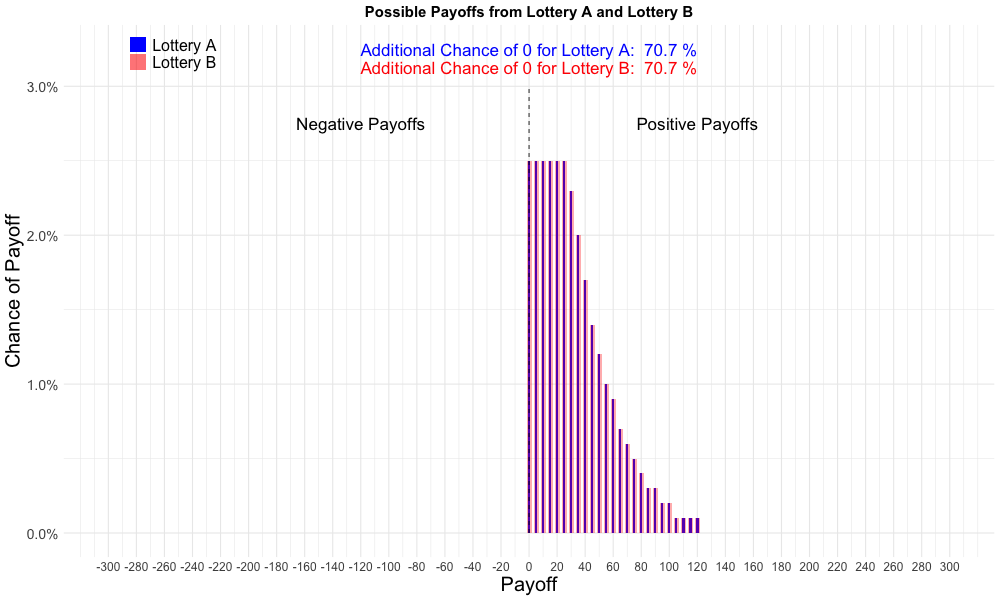 Possible Payoffs from Lottery A and Lottery B
Lottery A
Lottery B
Additional Chance of 0 for Lottery A:  70.7 %
Additional Chance of 0 for Lottery B:  70.7 %
Negative Payoffs
Positive Payoffs
Chance of Payoff
3.0%
2.0%
1.0%
0.0%
-300 -280 -260 -240 -220 -200 -180 -160 -140 -120 -100 -80 -60 -40 -20 0 20 40 60 80 100 120 140 160 180 200 220 240 260 280 300
Payoff